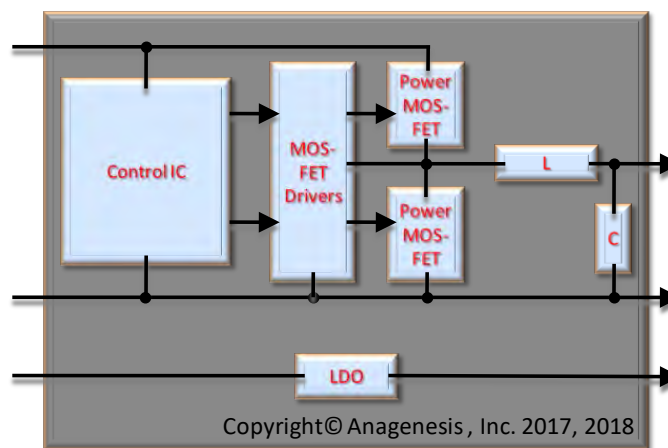 Power
MOS-
FET
Control IC
MOS-
FET
Drivers
L
Power
MOS-
FET
C
LDO
Copyright© Anagenesis , Inc. 2017, 2018